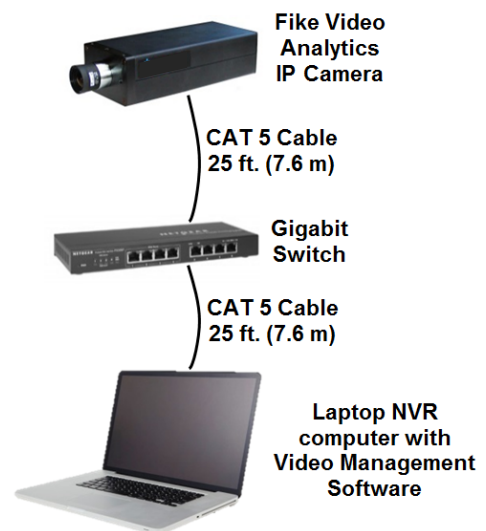 Fike Video
Analytics
IP Camera
CAT 5 Cable
25 ft. (7.6 m)
NETGEAR
Gigabit
Switch
CAT 5 Cable
25 ft. (7.6 m)
Laptop NVR
computer with
Video Management
Software